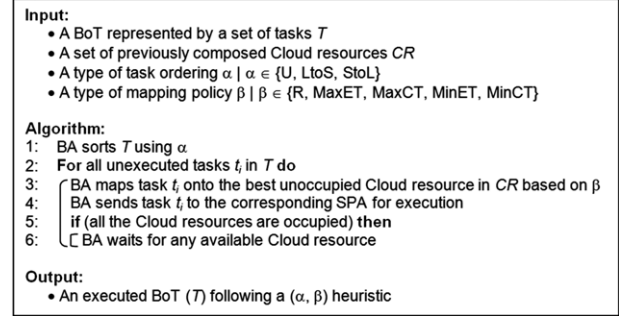 Input:
• A BoT represented by a set of tasks T
• A set of previously composed Cloud resources CR
• A type of task ordering α | α ∈ {U, LtoS, StoL}
• A type of mapping policy β | β ∈ {R, MaxET, MaxCT, MinET, MinCT}
Algorithm:
1: BA sorts T using α
2: For all unexecuted tasks tᵢ in T do
3: BA maps task tᵢ onto the best unoccupied Cloud resource in CR based on β
4: BA sends task tᵢ to the corresponding SPA for execution
5: if (all the Cloud resources are occupied) then
6: BA waits for any available Cloud resource
Output:
• An executed BoT (T) following a (α, β) heuristic